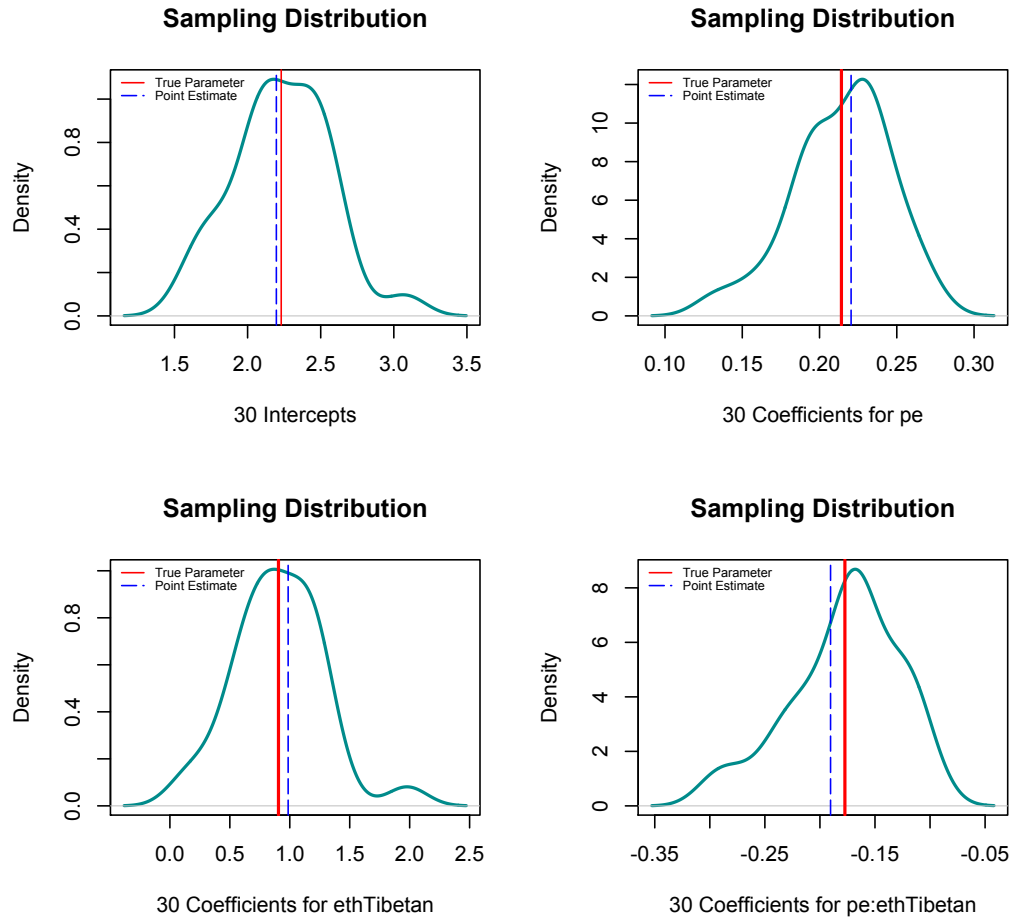 Sampling Distribution
True Parameter
Point Estimate
Density
0.0
0.4
0.8
1.5
2.0
2.5
3.0
3.5
30 Intercepts
Sampling Distribution
True Parameter
Point Estimate
Density
0
2
4
6
8
10
0.10
0.15
0.20
0.25
0.30
30 Coefficients for pe
Sampling Distribution
True Parameter
Point Estimate
Density
0.0
0.4
0.8
0.0
0.5
1.0
1.5
2.0
2.5
30 Coefficients for ethTibetan
Sampling Distribution
True Parameter
Point Estimate
Density
0
2
4
6
8
-0.35
-0.25
-0.15
-0.05
30 Coefficients for pe:ethTibetan